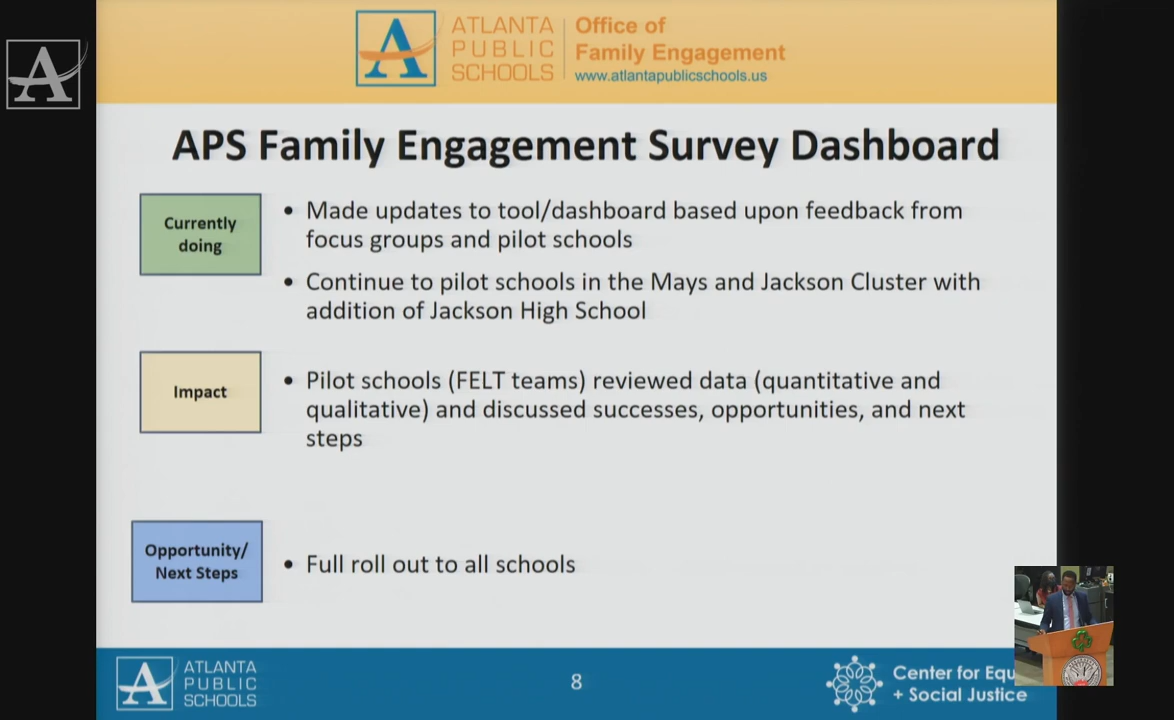 ATLANTA
PUBLIC
SCHOOLS
Office of
Family Engagement
www.atlantapublicschools.us
APS Family Engagement Survey Dashboard
Currently
doing
• Made updates to tool/dashboard based upon feedback from
focus groups and pilot schools
• Continue to pilot schools in the Mays and Jackson Cluster with
addition of Jackson High School
Impact
• Pilot schools (FELT teams) reviewed data (quantitative and
qualitative) and discussed successes, opportunities, and next
steps
Opportunity/
Next Steps
• Full roll out to all schools
ATLANTA
PUBLIC
SCHOOLS
8
Center for Equ
+ Social Justice